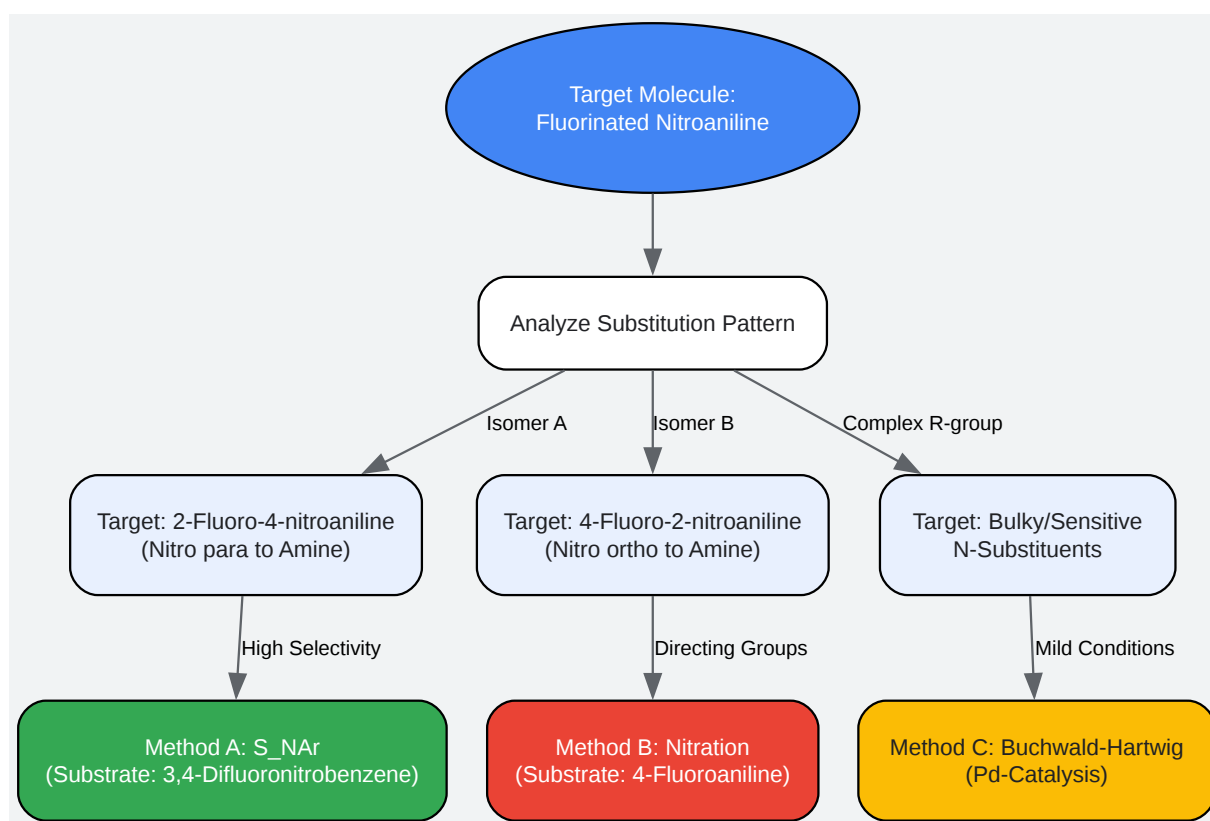 Target Molecule:
Fluorinated Nitroaniline
Analyze Substitution Pattern
Isomer A
Isomer B
Complex R-group
Target: 2-Fluoro-4-nitroaniline
(Nitro para to Amine)
Target: 4-Fluoro-2-nitroaniline
(Nitro ortho to Amine)
Target: Bulky/Sensitive
N-Substituents
High Selectivity
Directing Groups
Mild Conditions
Method A: S_NAr
(Substrate: 3,4-Difluoronitrobenzene)
Method B: Nitration
(Substrate: 4-Fluoroaniline)
Method C: Buchwald-Hartwig
(Pd-Catalysis)